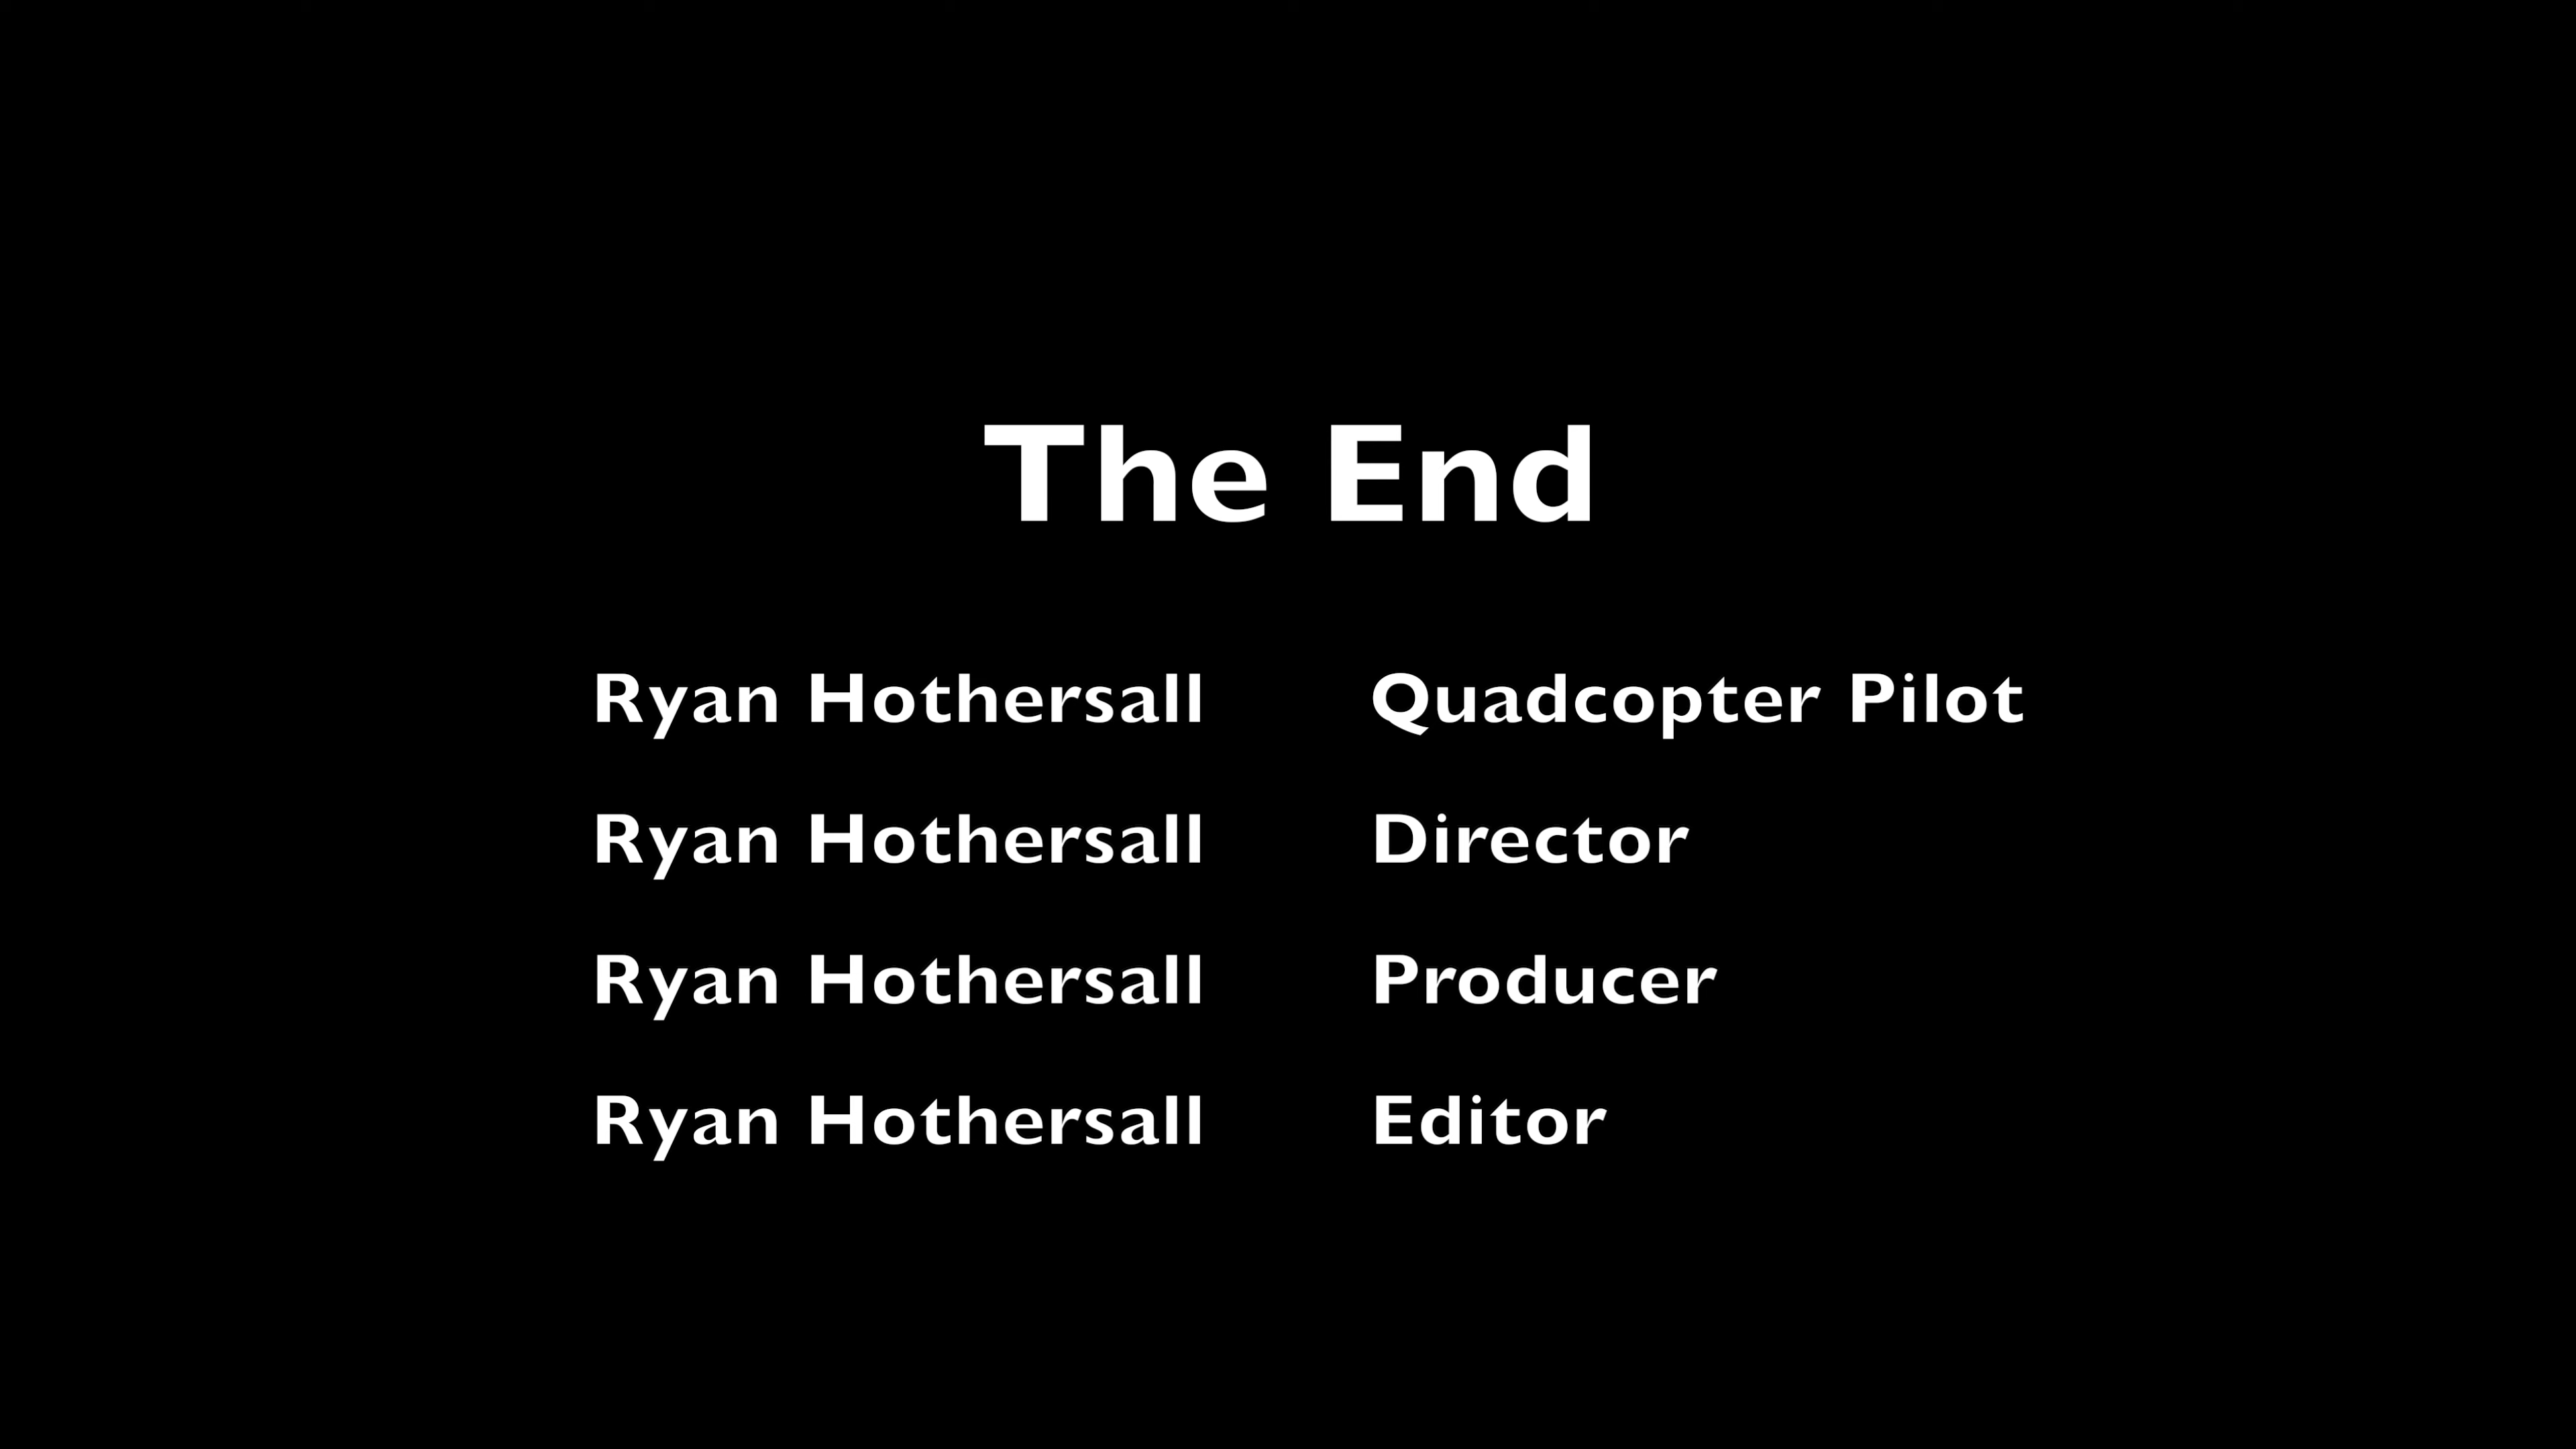 The End
Ryan Hothersall Quadcopter Pilot
Ryan Hothersall Director
Ryan Hothersall Producer
Ryan Hothersall Editor